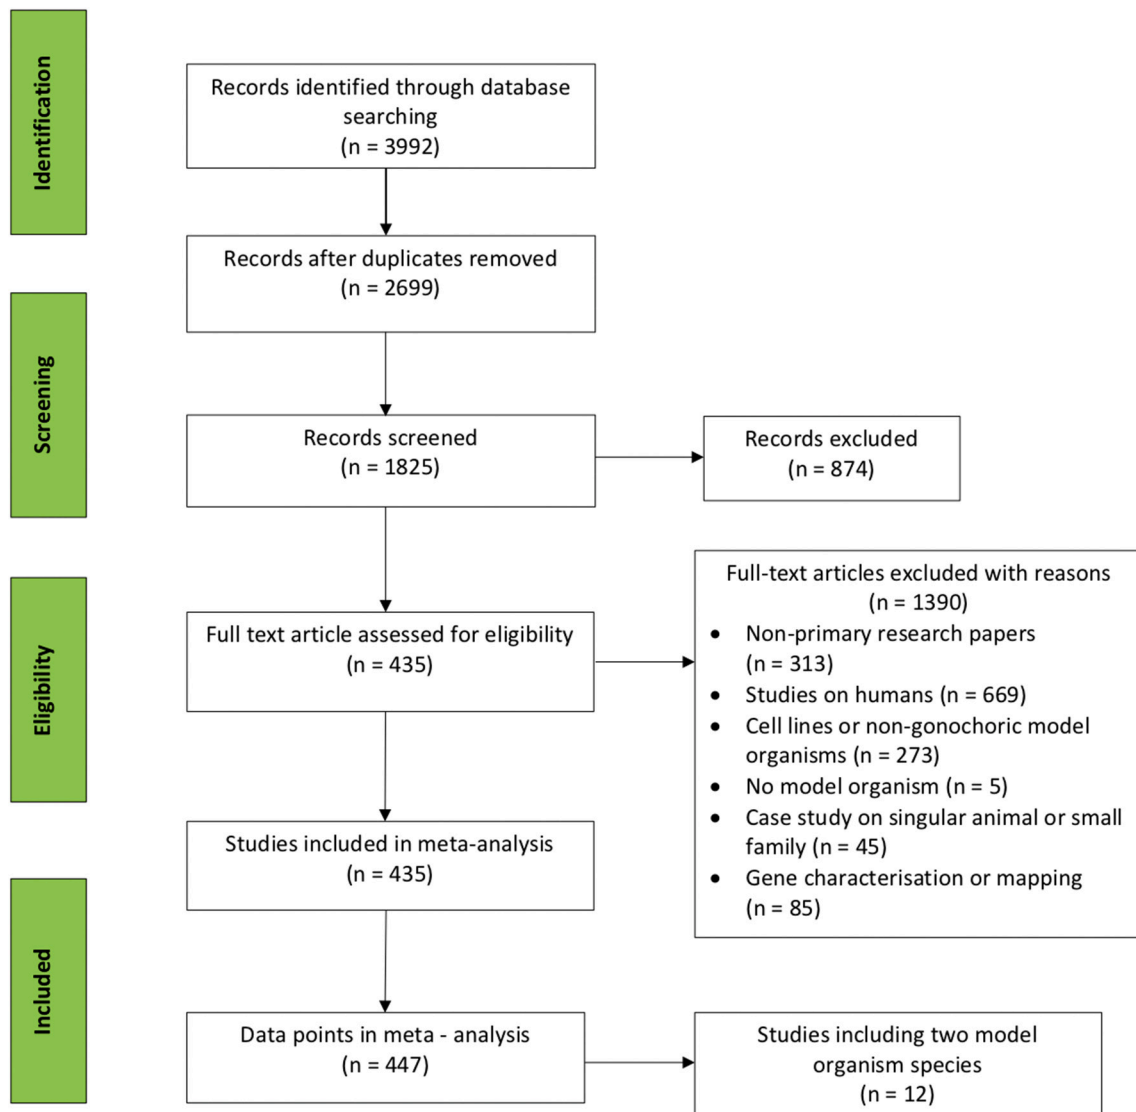 Identification
Records identified through database
searching
(n = 3992)
Records after duplicates removed
(n = 2699)
Screening
Records screened
(n = 1825)
Records excluded
(n = 874)
Eligibility
Full text article assessed for eligibility
(n = 435)
Full-text articles excluded with reasons
(n = 1390)
• Non-primary research papers
(n = 313)
• Studies on humans (n = 669)
• Cell lines or non-gonochoric model
organisms (n = 273)
• No model organism (n = 5)
• Case study on singular animal or small
family (n = 45)
• Gene characterisation or mapping
(n = 85)
Studies included in meta-analysis
(n = 435)
Included
Data points in meta - analysis
(n = 447)
Studies including two model
organism species
(n = 12)